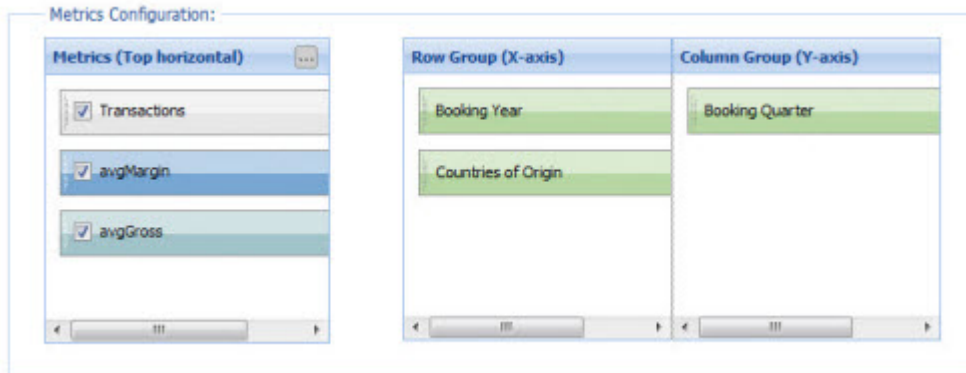 Metrics Configuration:
Metrics (Top horizontal) ...
Row Group (X-axis)
Column Group (Y-axis)
Transactions
Booking Year
Booking Quarter
avgMargin
Countries of Origin
avgGross